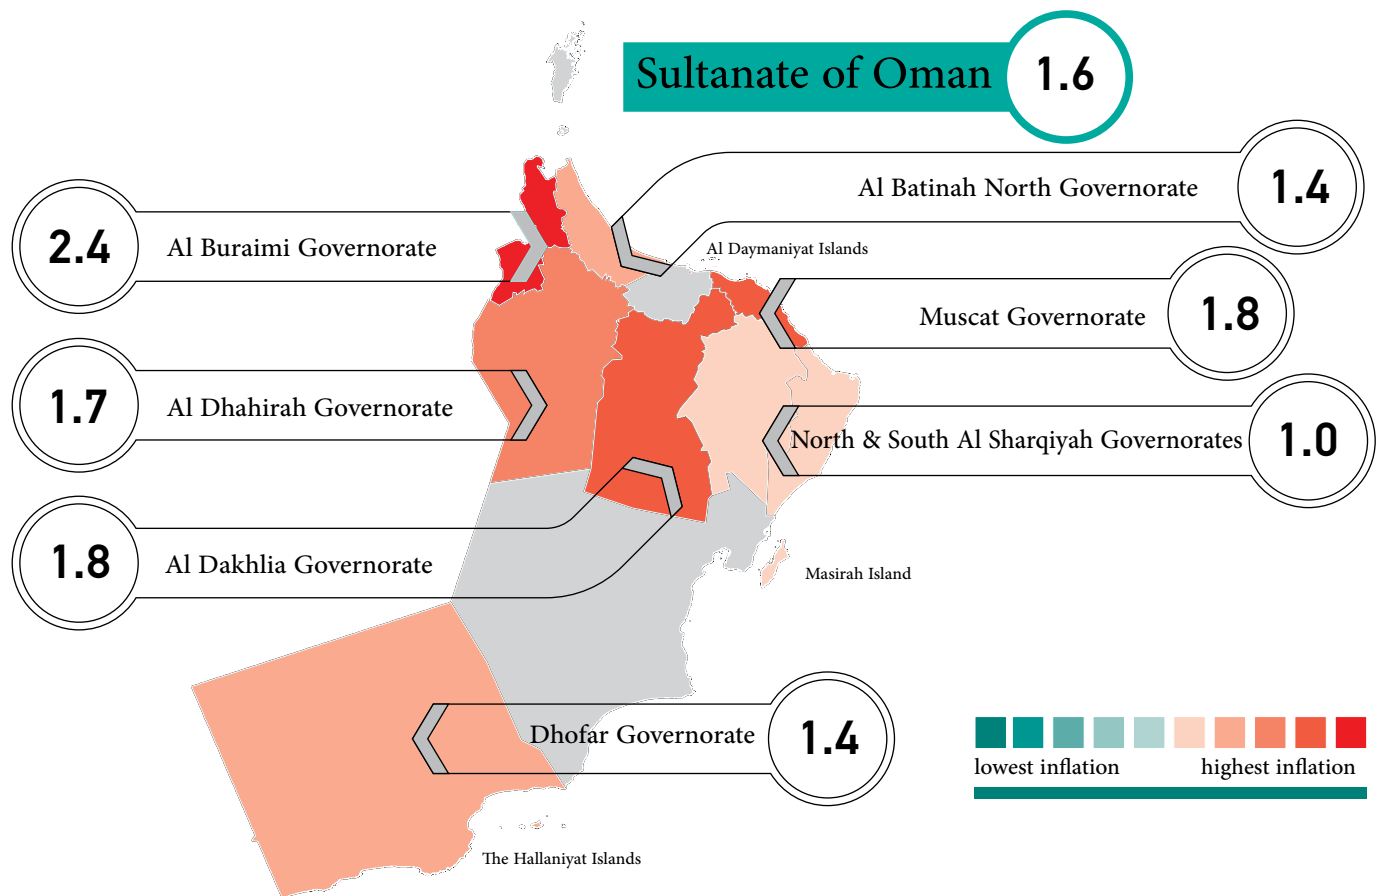 Sultanate of Oman 1.6
Al Batinah North Governorate 1.4
2.4 Al Buraimi Governorate
Al Daymaniyat Islands
Muscat Governorate 1.8
1.7 Al Dhahirah Governorate
North & South Al Sharqiyah Governorates 1.0
1.8 Al Dakhlia Governorate
Masirah Island
Dhofar Governorate 1.4
lowest inflation highest inflation
The Hallaniyat Islands